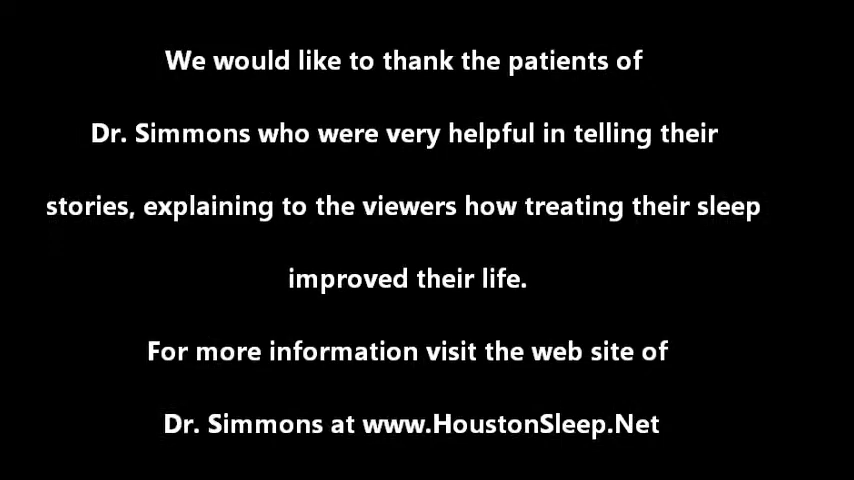 We would like to thank the patients of
Dr. Simmons who were very helpful in telling their
stories, explaining to the viewers how treating their sleep
improved their life.
For more information visit the web site of
Dr. Simmons at www.HoustonSleep.Net